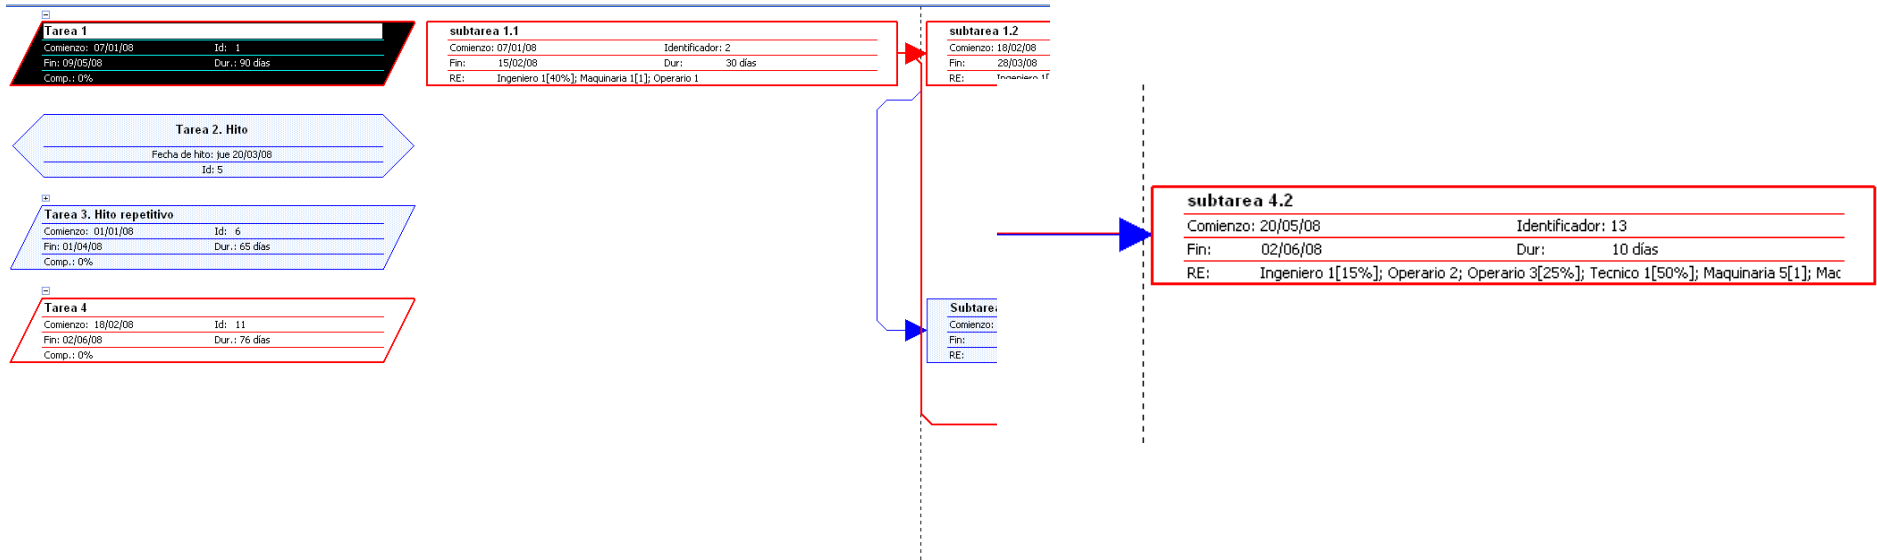 Tarea 1
Comienzo: 07/01/08 Id: 1
Fin: 09/05/08 Dur.: 90 días
Comp.: 0%
subtarea 1.1
Comienzo: 07/01/08 Identificador: 2
Fin: 15/02/08 Dur: 30 días
RE: Ingeniero 1[40%]; Maquinaria 1[1]; Operario 1
subtarea 1.2
Comienzo: 18/02/08
Fin: 28/03/08
RE: Ingeniero 1[
Tarea 2. Hito
Fecha de hito: jue 20/03/08
Id: 5
Tarea 3. Hito repetitivo
Comienzo: 01/01/08 Id: 6
Fin: 01/04/08 Dur.: 65 días
Comp.: 0%
Tarea 4
Comienzo: 18/02/08 Id: 11
Fin: 02/06/08 Dur.: 76 días
Comp.: 0%
Subtarea
Comienzo:
Fin:
RE:
subtarea 4.2
Comienzo: 20/05/08 Identificador: 13
Fin: 02/06/08 Dur: 10 días
RE: Ingeniero 1[15%]; Operario 2; Operario 3[25%]; Tecnico 1[50%]; Maquinaria 5[1]; Mac